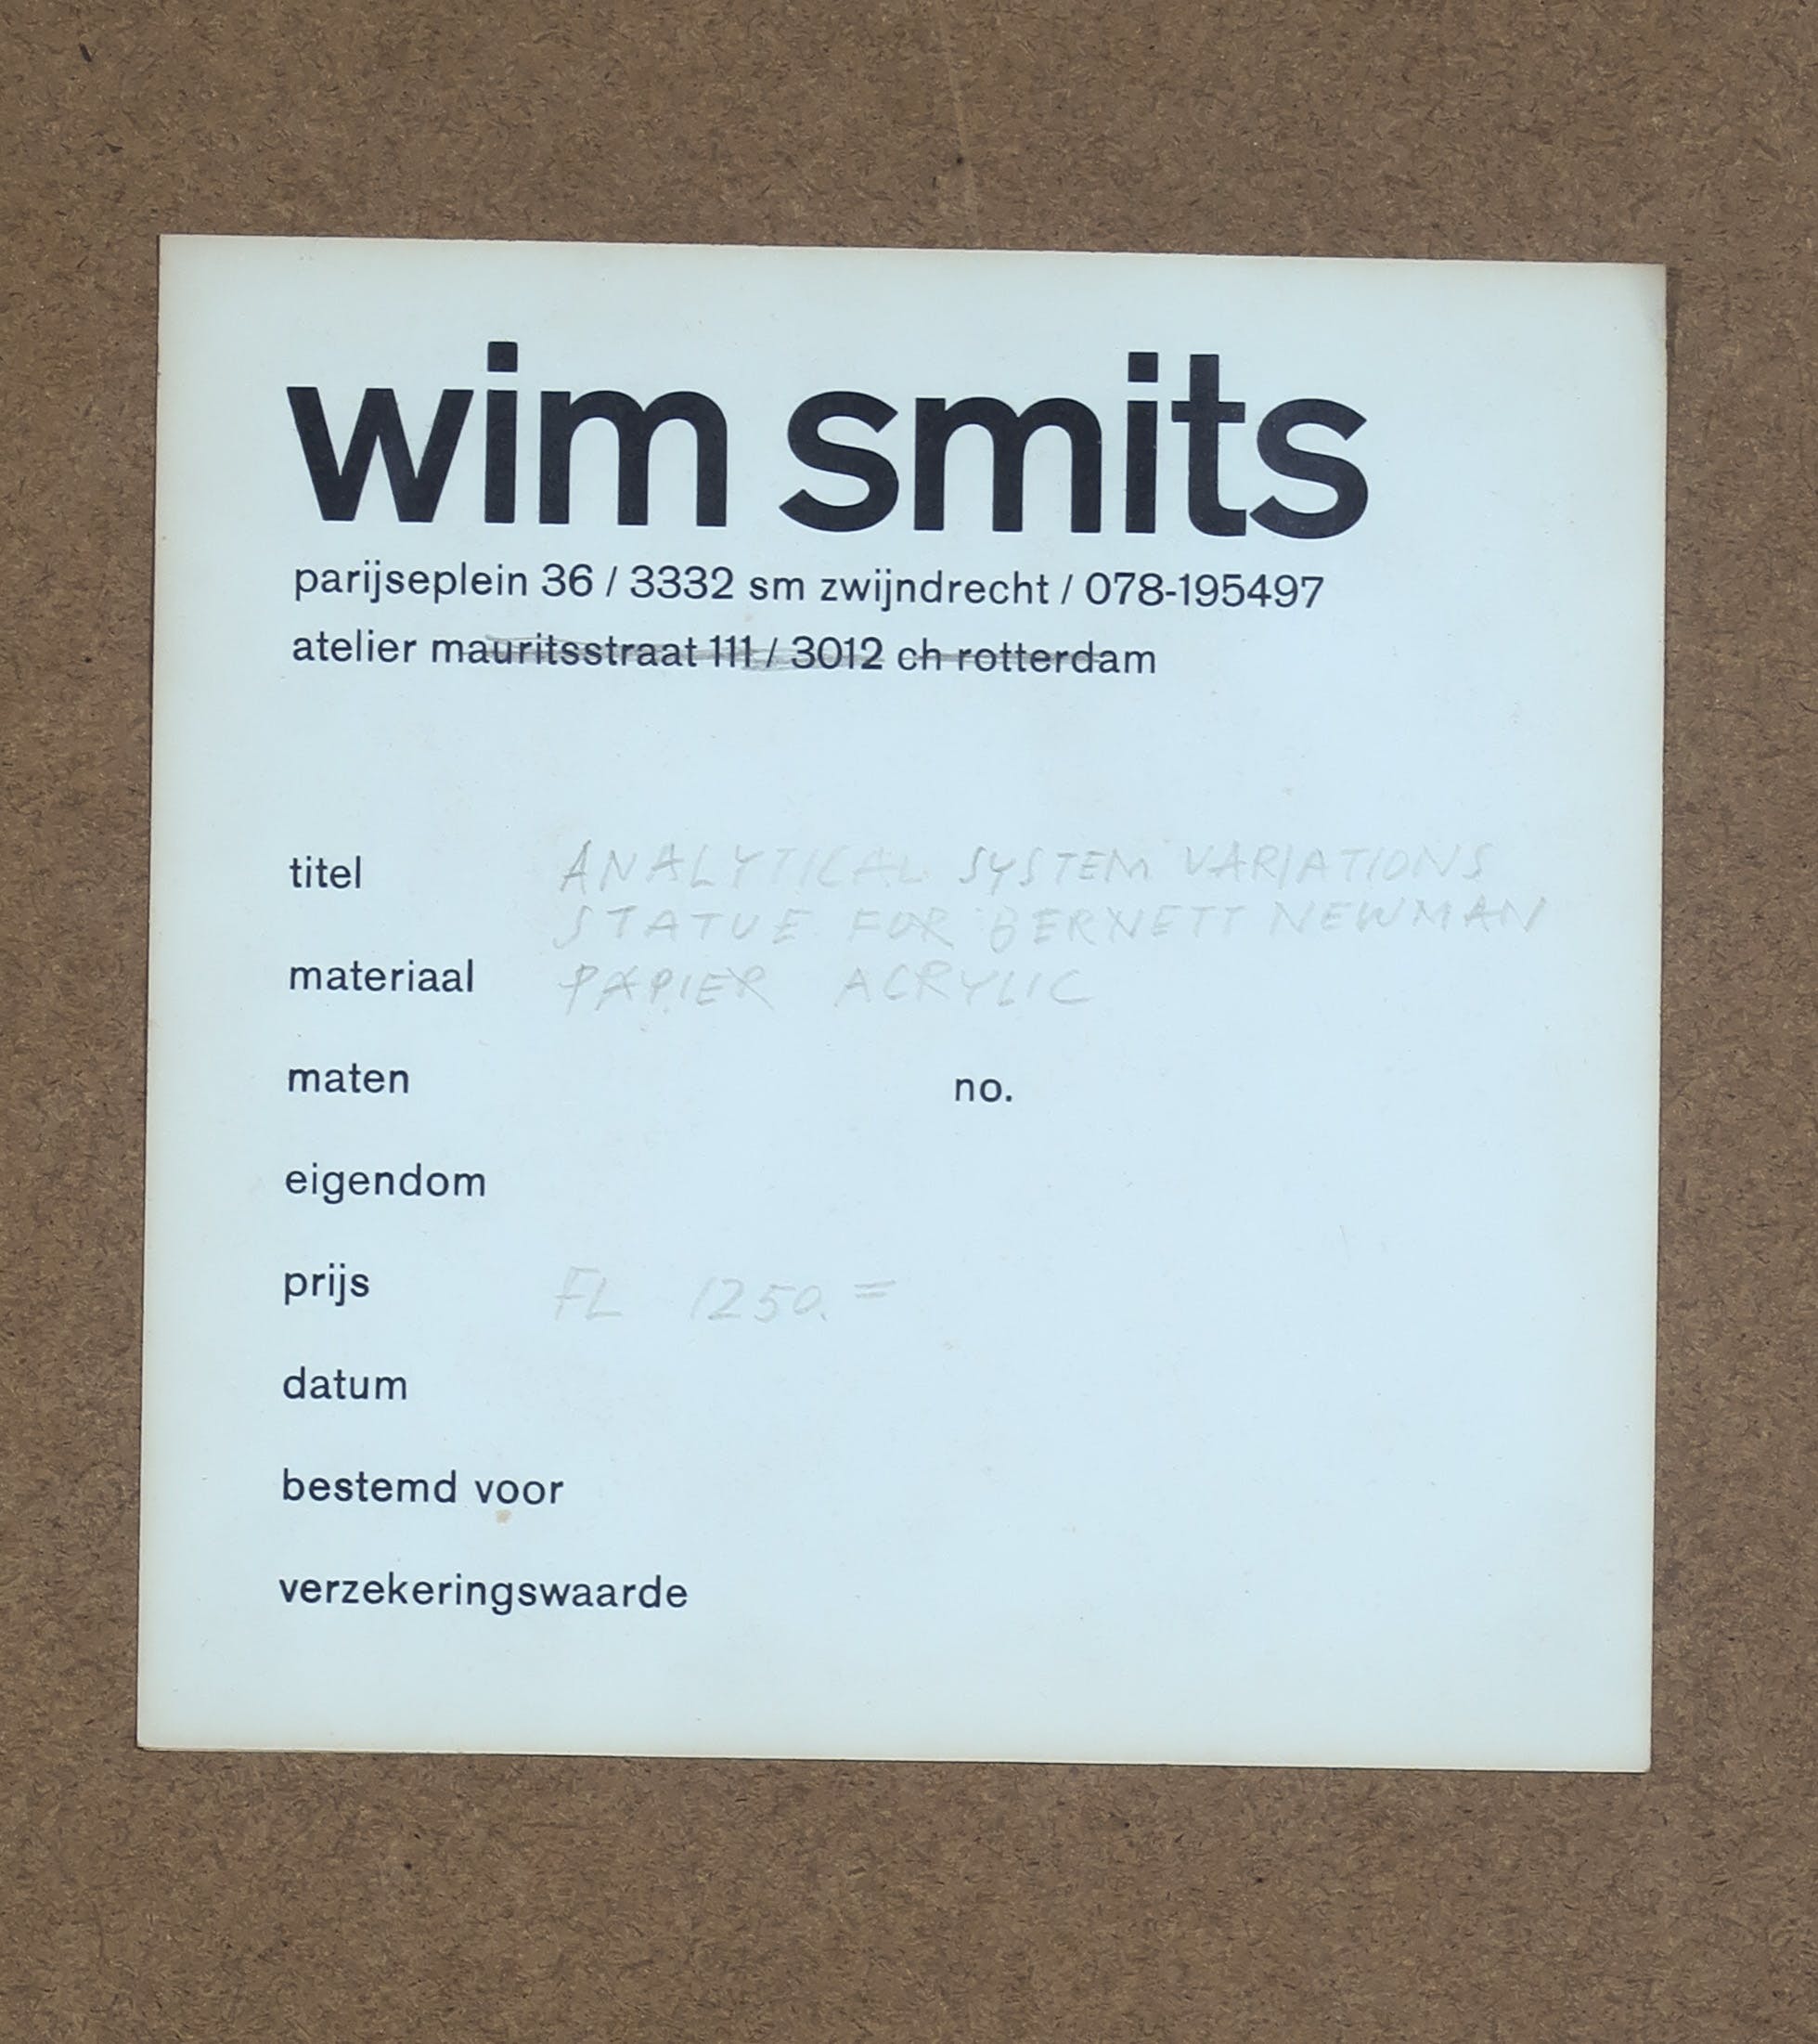 wim smits
parijseplein 36 / 3332 sm zwijndrecht / 078-195497
atelier mauritsstraat 111 / 3012 ch rotterdam
titel ANALYTICAL SYSTEM VARIATIONS
STATUE FOR BERNETT NEWMAN
materiaal PAPIER ACRYLIC
maten no.
eigendom
prijs FL 1250.=
datum
bestemd voor
verzekeringswaarde